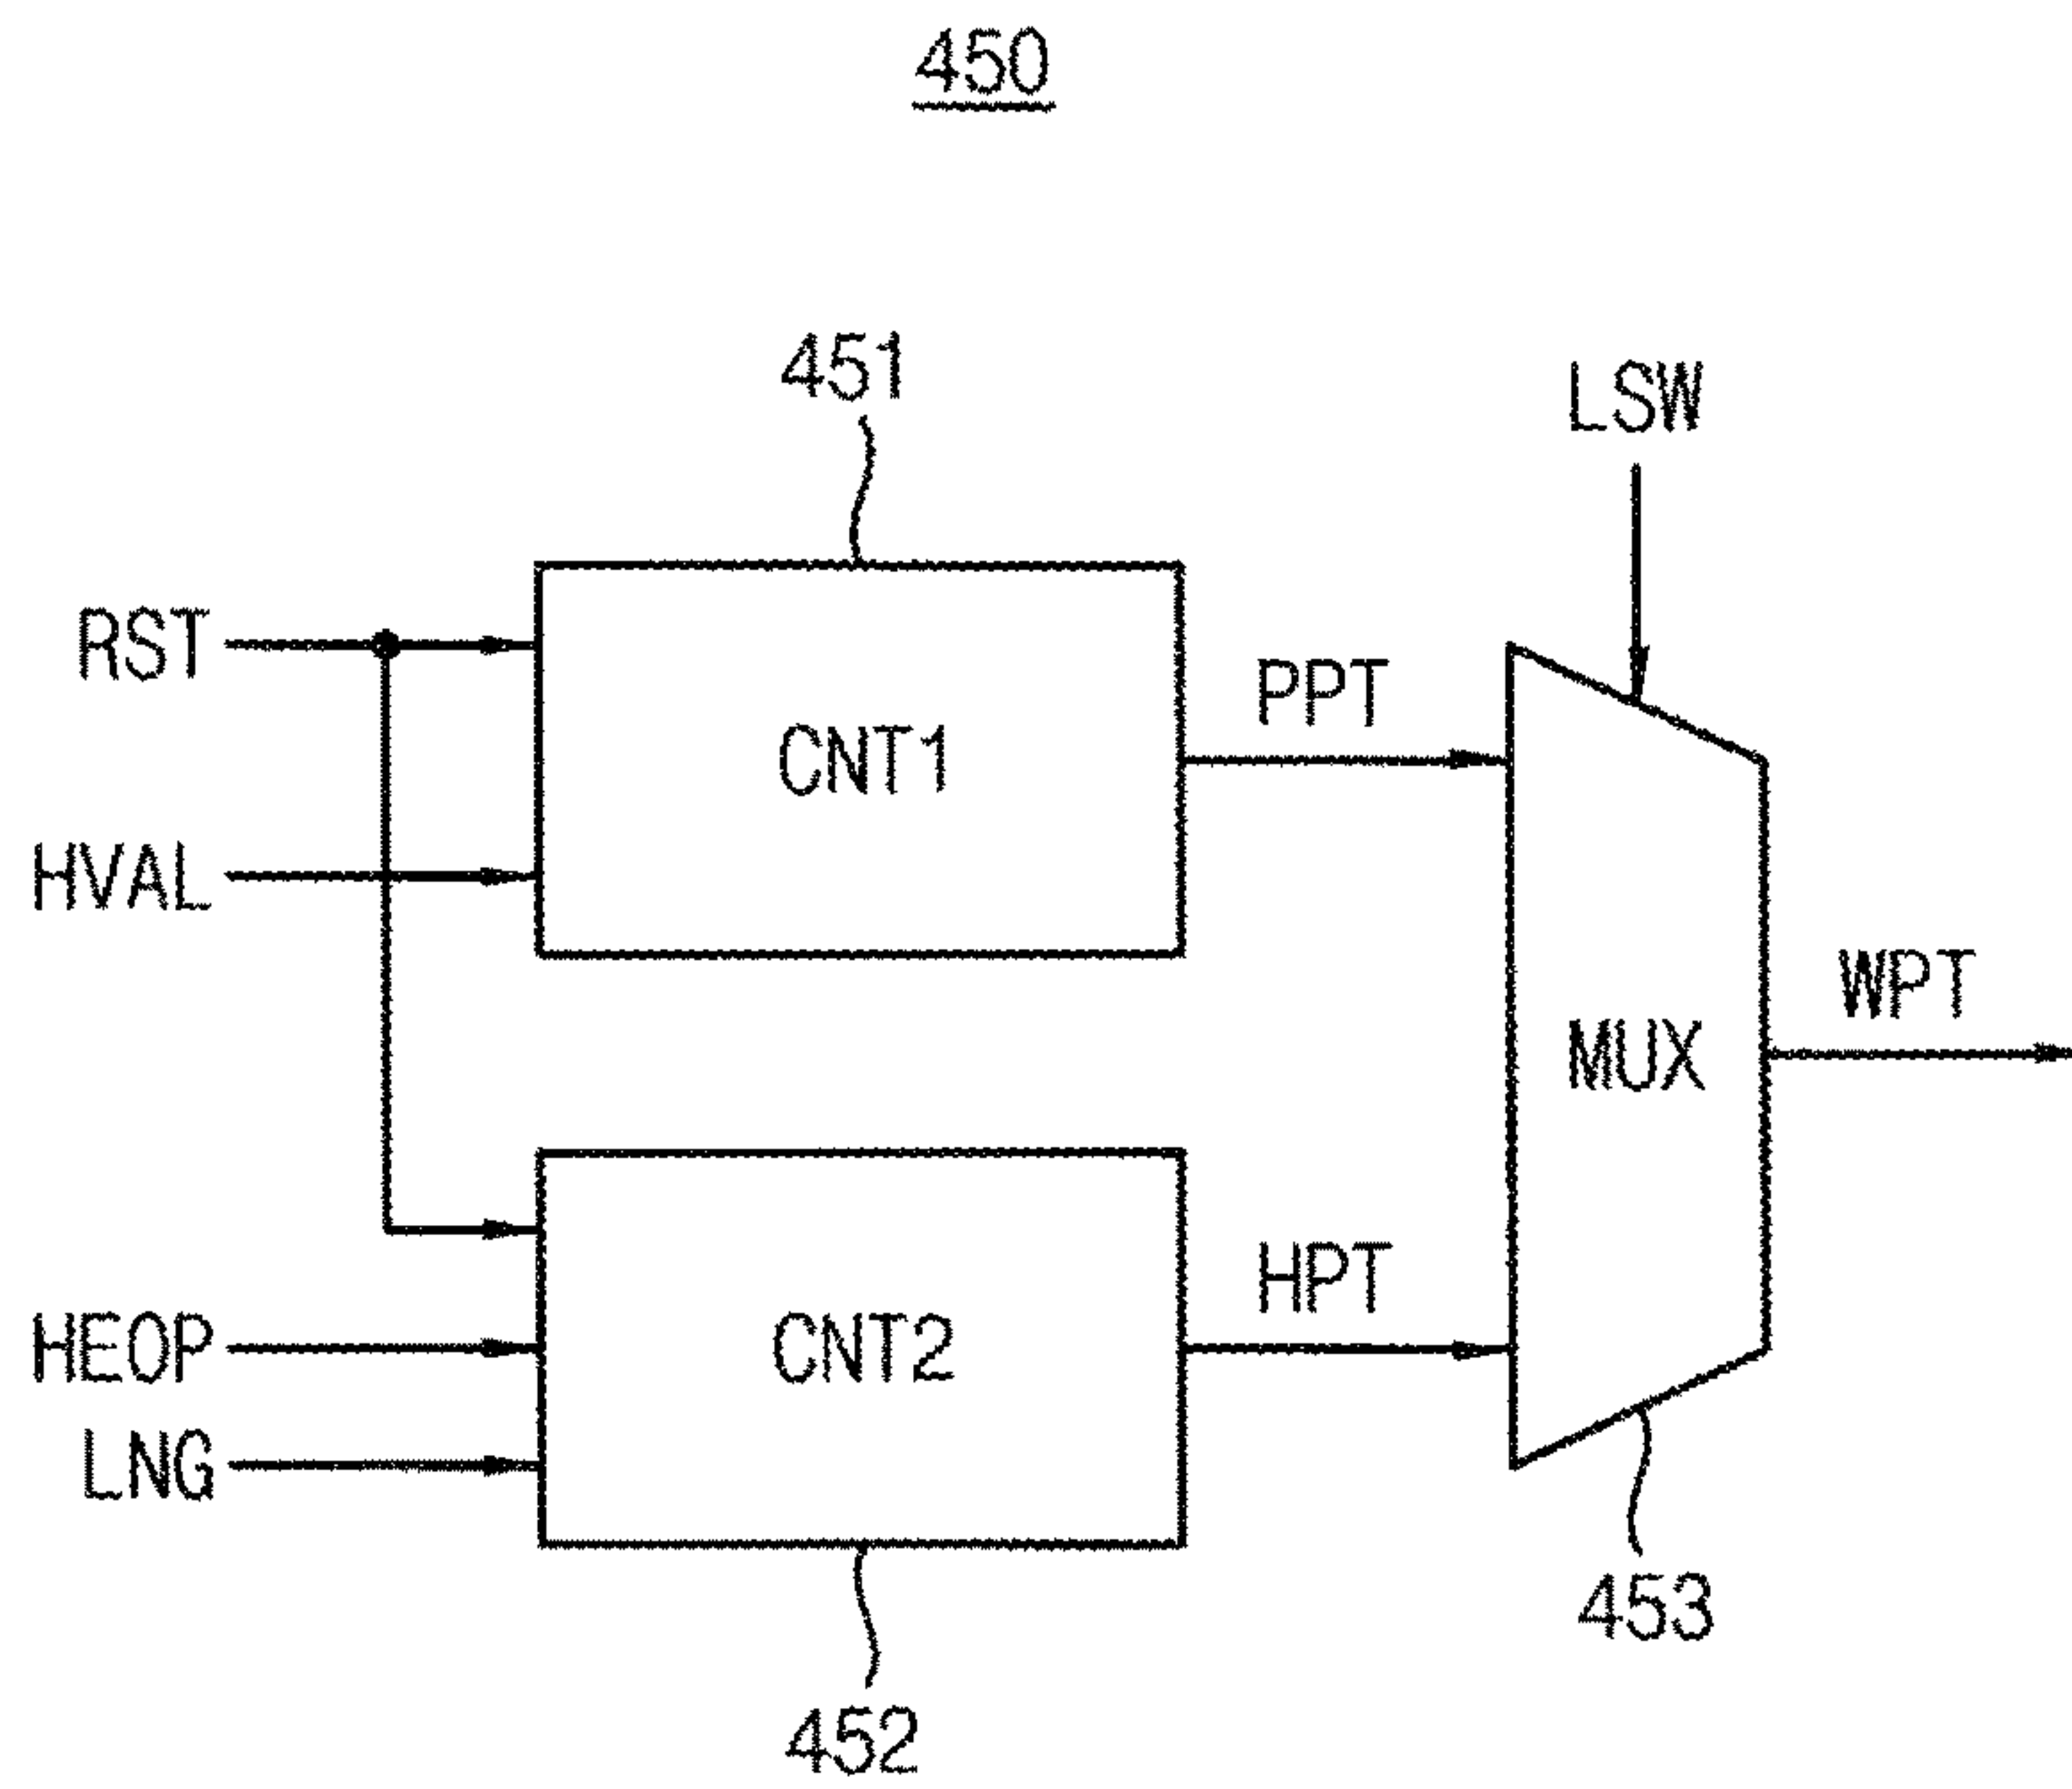 450
451
LSW
RST
PPT
CNT1
HVAL
WPT
MUX
HPT
HEOP
CNT2
LNG
453
452